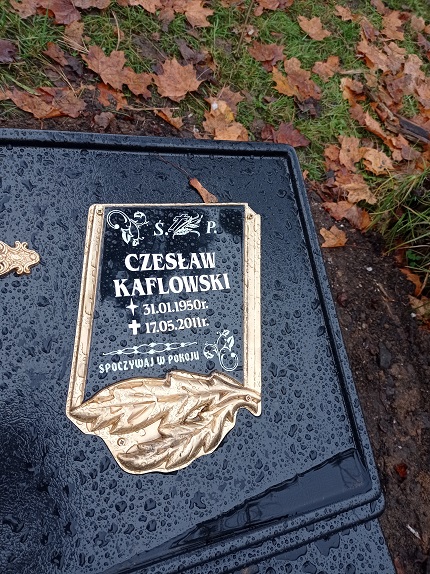 Ś. P.
CZESŁAW
KAFLOWSKI
31.01.1950r.
17.05.2011r.
SPOCZYWAJ W POKOJU